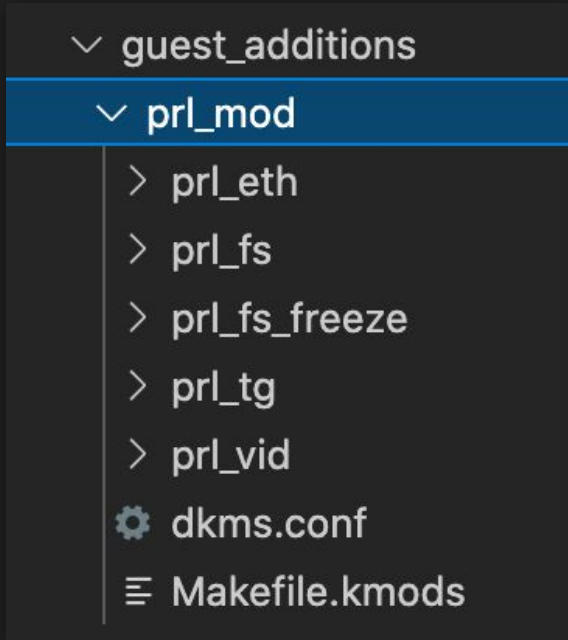 guest_additions
prl_mod
prl_eth
prl_fs
prl_fs_freeze
prl_tg
prl_vid
dkms.conf
Makefile.kmods